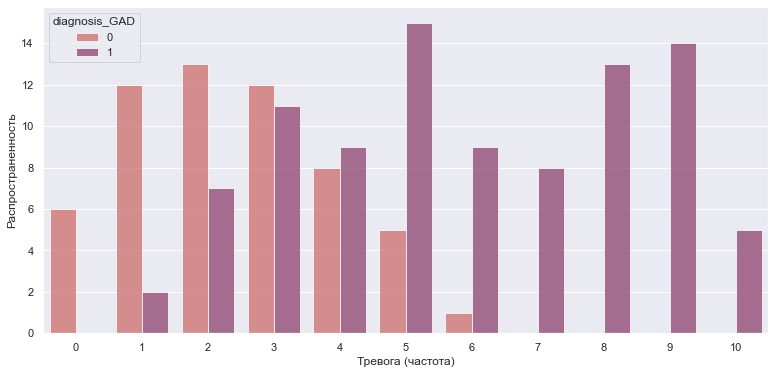 diagnosis_GAD
0
1
14
12
10
8
6
4
2
0
Распространенность
0 1 2 3 4 5 6 7 8 9 10
Тревога (частота)